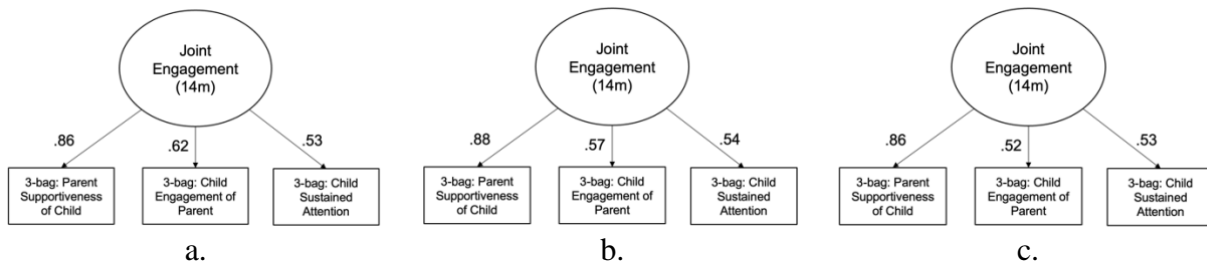 Joint
Engagement
(14m)
.86
.62
.53
3-bag: Parent
Supportiveness
of Child
3-bag: Child
Engagement of
Parent
3-bag: Child
Sustained
Attention
a.
Joint
Engagement
(14m)
.88
.57
.54
3-bag: Parent
Supportiveness
of Child
3-bag: Child
Engagement of
Parent
3-bag: Child
Sustained
Attention
b.
Joint
Engagement
(14m)
.86
.52
.53
3-bag: Parent
Supportiveness
of Child
3-bag: Child
Engagement of
Parent
3-bag: Child
Sustained
Attention
c.